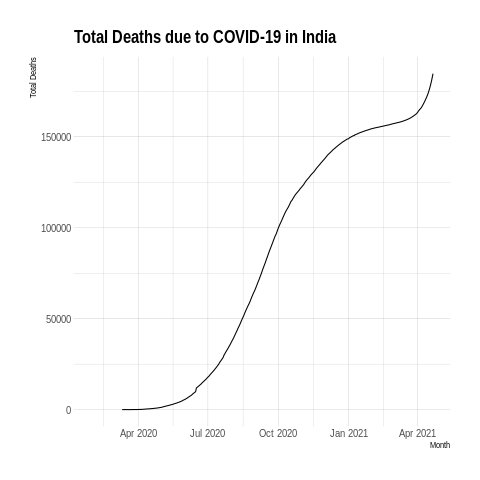 Total Deaths due to COVID-19 in India
Total Deaths
150000
100000
50000
0
Apr 2020 Jul 2020 Oct 2020 Jan 2021 Apr 2021
Month